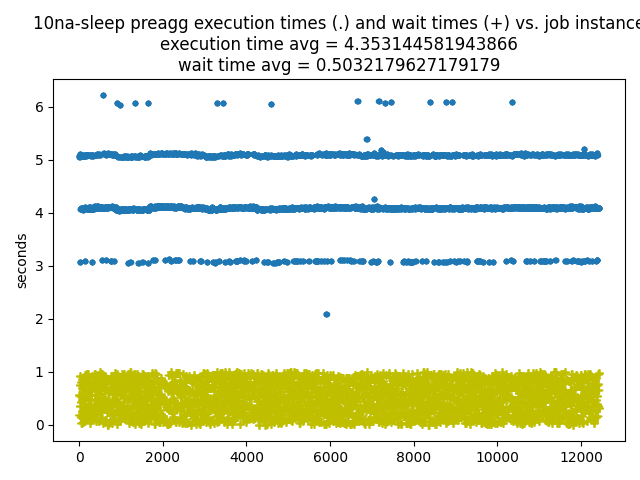 10na-sleep preagg execution times (.) and wait times (+) vs. job instance
execution time avg = 4.353144581943866
wait time avg = 0.5032179627179179
seconds
6
5
4
3
2
1
0
0 2000 4000 6000 8000 10000 12000